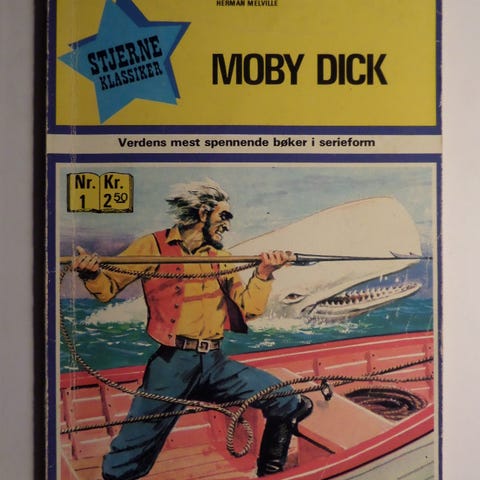 HERMAN MELVILLE
STJERNE
KLASSIKER
MOBY DICK
Verdens mest spennende bøker i serieform
Nr. Kr.
1 2 50